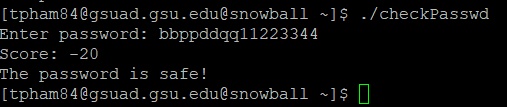 [tpham84@gsuad.gsu.edu@snowball ~]$ ./checkPasswd
Enter password: bbppddqq11223344
Score: -20
The password is safe!
[tpham84@gsuad.gsu.edu@snowball ~]$